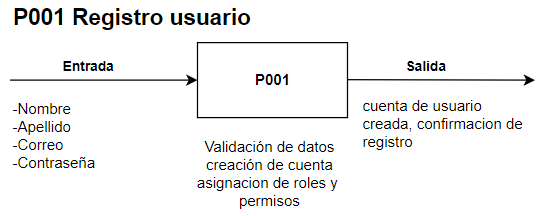 P001 Registro usuario
Entrada
-Nombre
-Apellido
-Correo
-Contraseña
P001
Validación de datos
creación de cuenta
asignacion de roles y
permisos
Salida
cuenta de usuario
creada, confirmacion de
registro